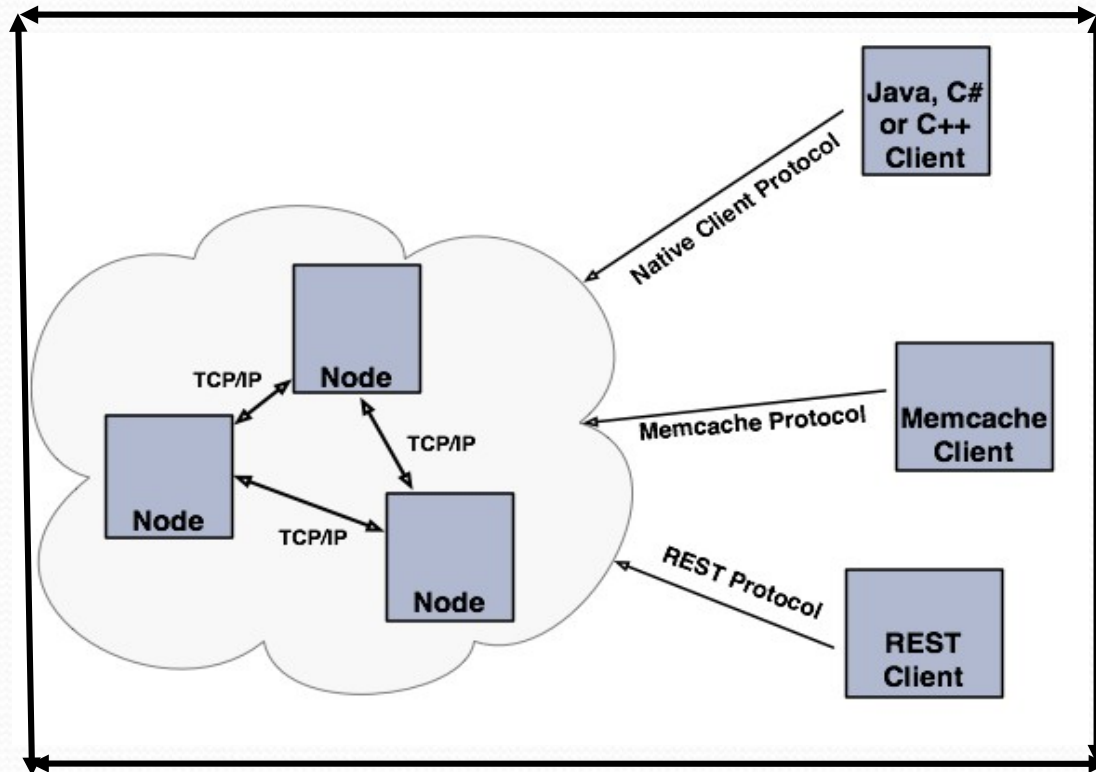 Java, C#
or C++
Client
Native Client Protocol
TCP/IP
Node
TCP/IP
Memcache Protocol
Memcache
Client
Node
TCP/IP
Node
REST Protocol
REST
Client